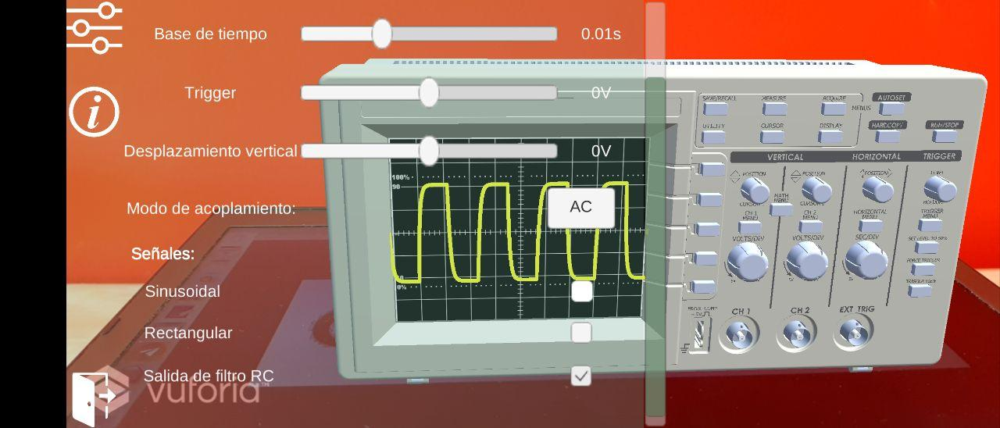 Base de tiempo 0.01s
Trigger 0V
Desplazamiento vertical 0V
Modo de acoplamiento: AC
Señales:
Sinusoidal
Rectangular
Salida de filtro RC
vuforia™
100%
90
0%
SAVE/RECALL MEASURE ACQUIRE
MENUS
AUTOSET
UTILITY CURSOR DISPLAY
HARDCOPY RUN/STOP
VERTICAL HORIZONTAL TRIGGER
POSITION POSITION POSITION LEVEL
CURSOR 1 MATH MENU CURSOR 2 HOLDOFF
CH 1 MENU CH 2 MENU HORIZONTAL MENU TRIGGER MENU
VOLTS/DIV VOLTS/DIV SEC/DIV
SET LEVEL TO 50%
FORCE TRIGGER
TRIGGER VIEW
PROBE COMP
~5V
CH 1 CH 2 EXT TRIG